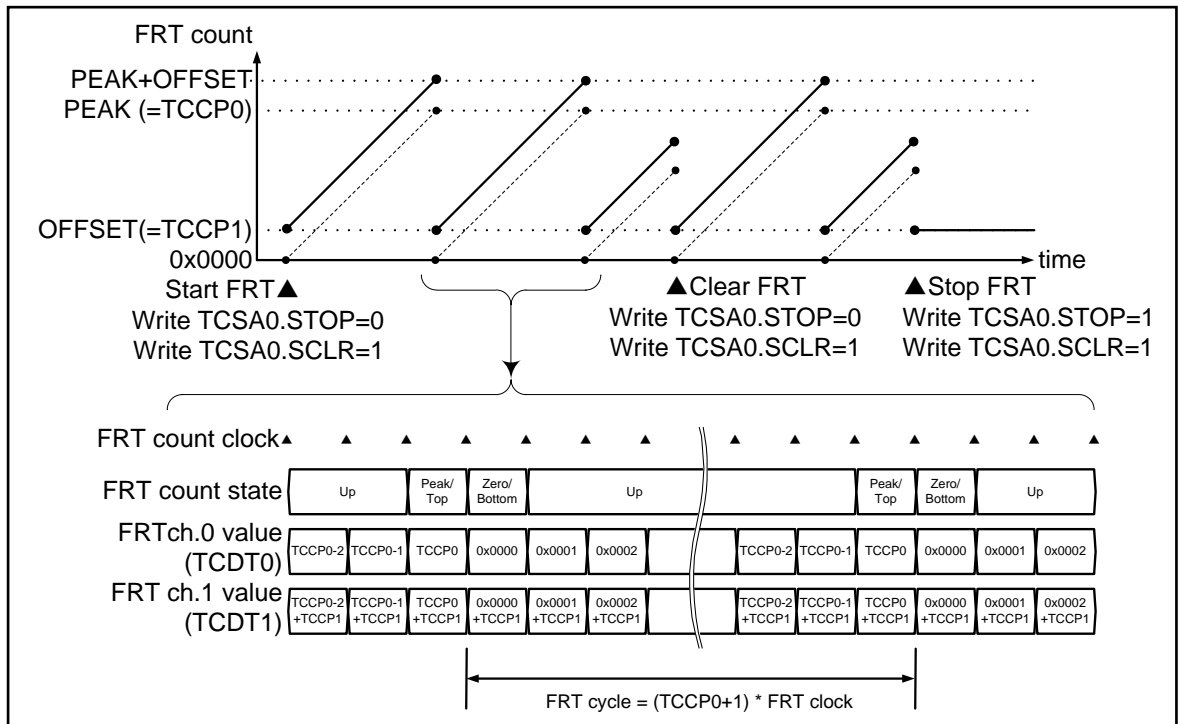 FRT count
PEAK+OFFSET
PEAK (=TCCP0)
OFFSET(=TCCP1)
0x0000
time
Start FRT▲
Write TCSA0.STOP=0
Write TCSA0.SCLR=1
▲Clear FRT
Write TCSA0.STOP=0
Write TCSA0.SCLR=1
▲Stop FRT
Write TCSA0.STOP=1
Write TCSA0.SCLR=1
FRT count clock
FRT count state Up Peak/ Zero/ Up Peak/ Zero/ Up
Top Bottom Top Bottom
FRTch.0 value
(TCDT0)
TCCP0-2 TCCP0-1 TCCP0 0x0000 0x0001 0x0002 TCCP0-2 TCCP0-1 TCCP0 0x0000 0x0001 0x0002
FRT ch.1 value
(TCDT1)
TCCP0-2 TCCP0-1 TCCP0 0x0000 0x0001 0x0002 TCCP0-2 TCCP0-1 TCCP0 0x0000 0x0001 0x0002
+TCCP1 +TCCP1 +TCCP1 +TCCP1 +TCCP1 +TCCP1 +TCCP1 +TCCP1 +TCCP1 +TCCP1 +TCCP1 +TCCP1
FRT cycle = (TCCP0+1) * FRT clock